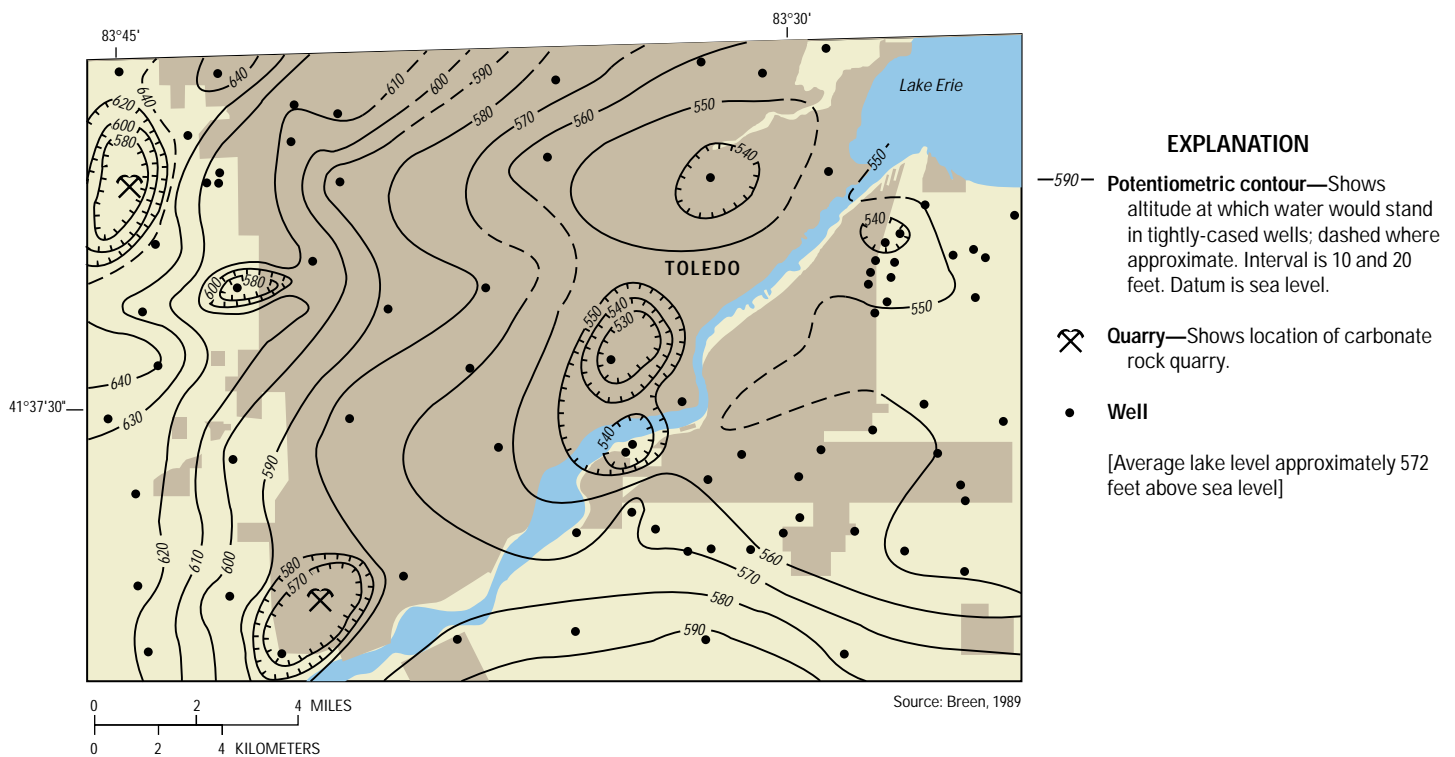 83°45'
83°30'
640
610
600
590
Lake Erie
640
620
600
580
580
570
560
550
540
550
540
590
EXPLANATION
Potentiometric contour—Shows
altitude at which water would stand
in tightly-cased wells; dashed where
approximate. Interval is 10 and 20
feet. Datum is sea level.
TOLEDO
600
580
550
540
530
550
Quarry—Shows location of carbonate
rock quarry.
640
630
41°37'30"
Well
540
590
[Average lake level approximately 572
feet above sea level]
620
610
600
580
570
560
570
580
590
Source: Breen, 1989
0 2 4 MILES
0 2 4 KILOMETERS